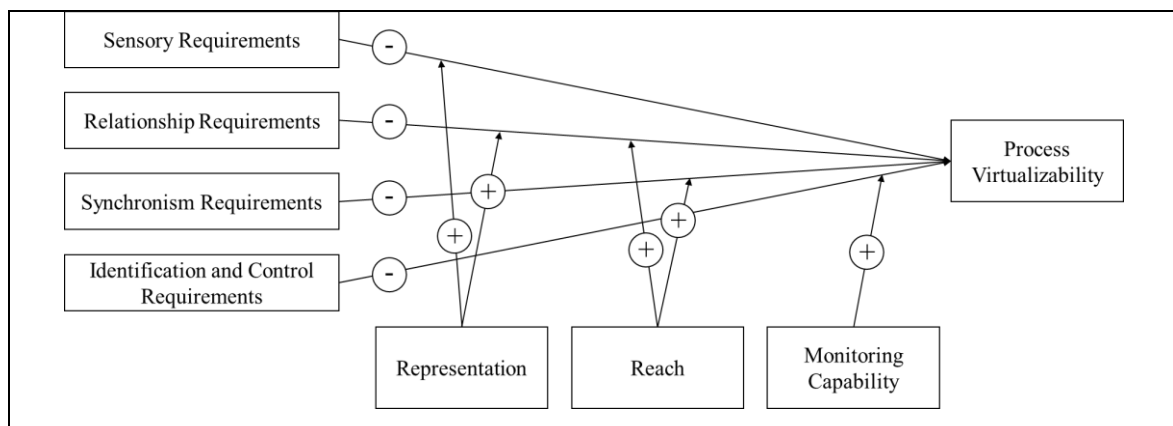 Sensory Requirements
-
Relationship Requirements
-
Process
Virtualizability
Synchronism Requirements
-
+
+
+
Identification and Control
Requirements
-
+
+
Representation
Reach
Monitoring
Capability